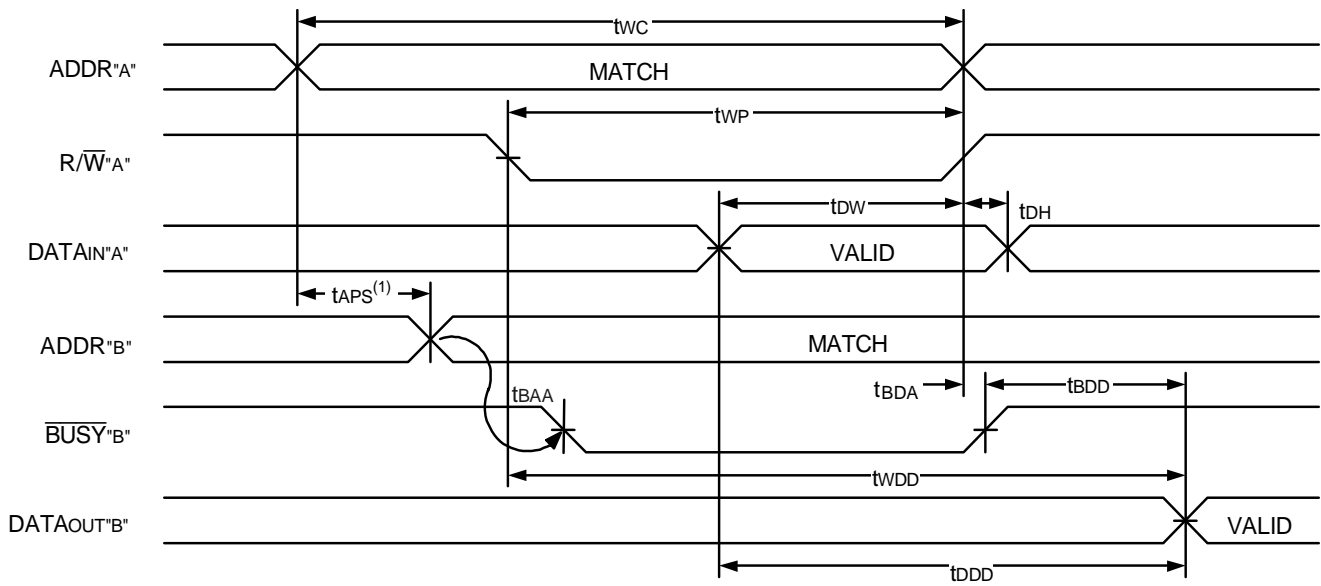 tWC
ADDR"A"
MATCH
tWP
R/W̅"A"
tDW
tDH
DATAIN"A"
VALID
tAPS(1)
ADDR"B"
MATCH
tBAA
tBDA
tBDD
B̅U̅S̅Y̅"B"
tWDD
DATAOUT"B"
VALID
tDDD